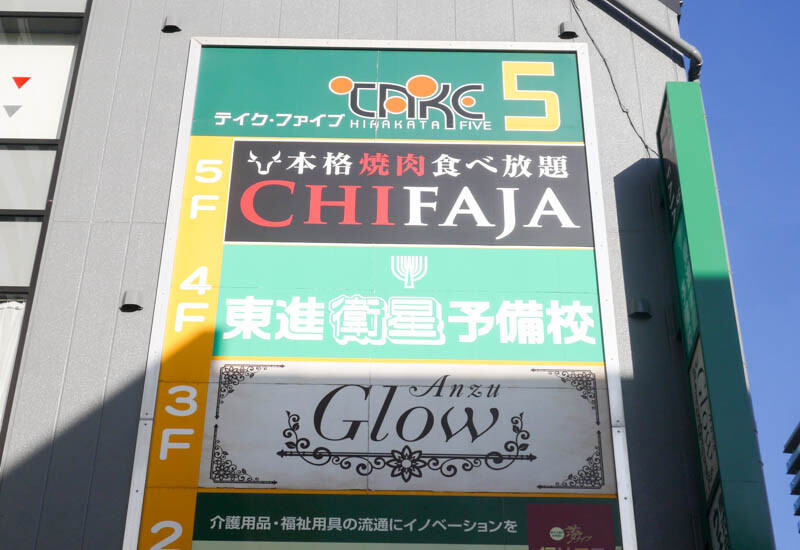 TAKE 5
テイク・ファイブ HIRAKATA FIVE
5F
本格焼肉食べ放題
CHIFAJA
4F
東進衛星予備校
3F
Anzu
Glow
2
介護用品・福祉用具の流通にイノベーションを